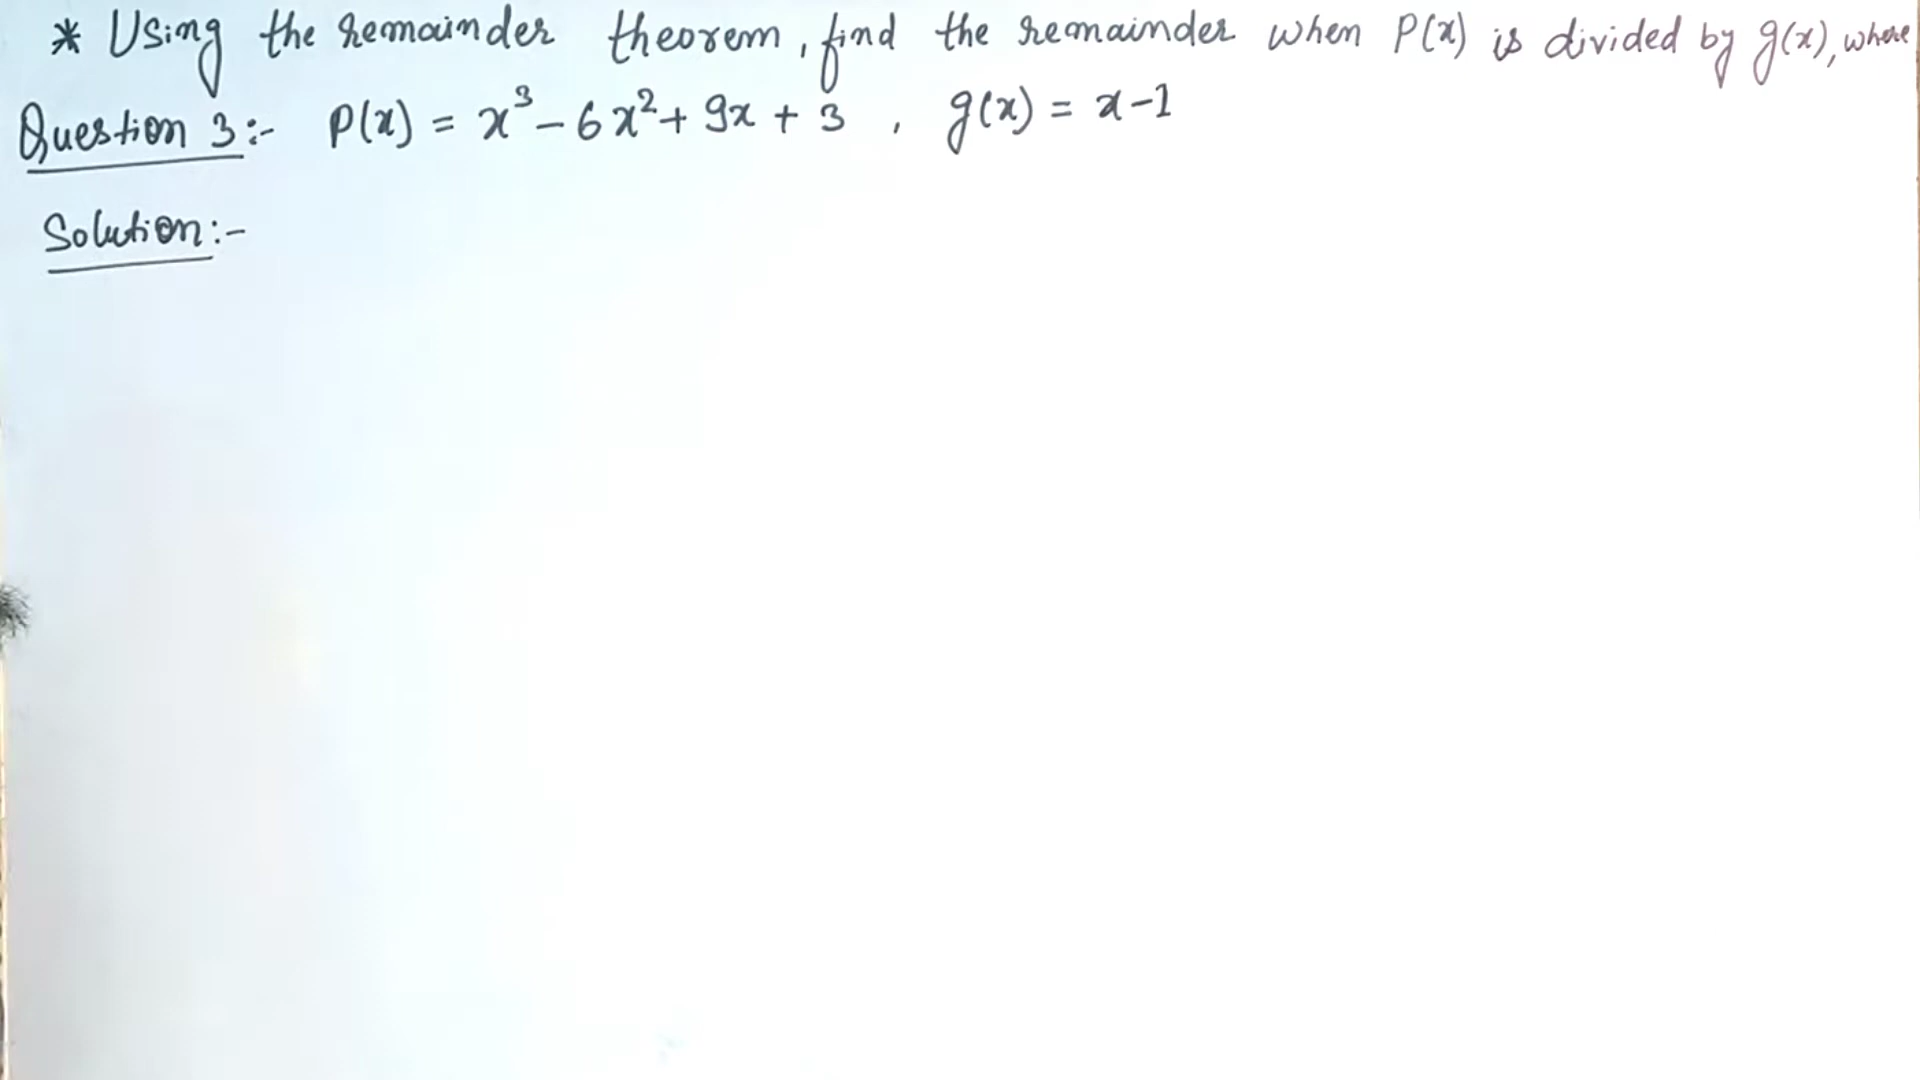 * Using the remainder theorem, find the remainder when P(x) is divided by g(x), where
Question 3:- P(x) = x³ - 6x² + 9x + 3 , g(x) = x-1
Solution:-